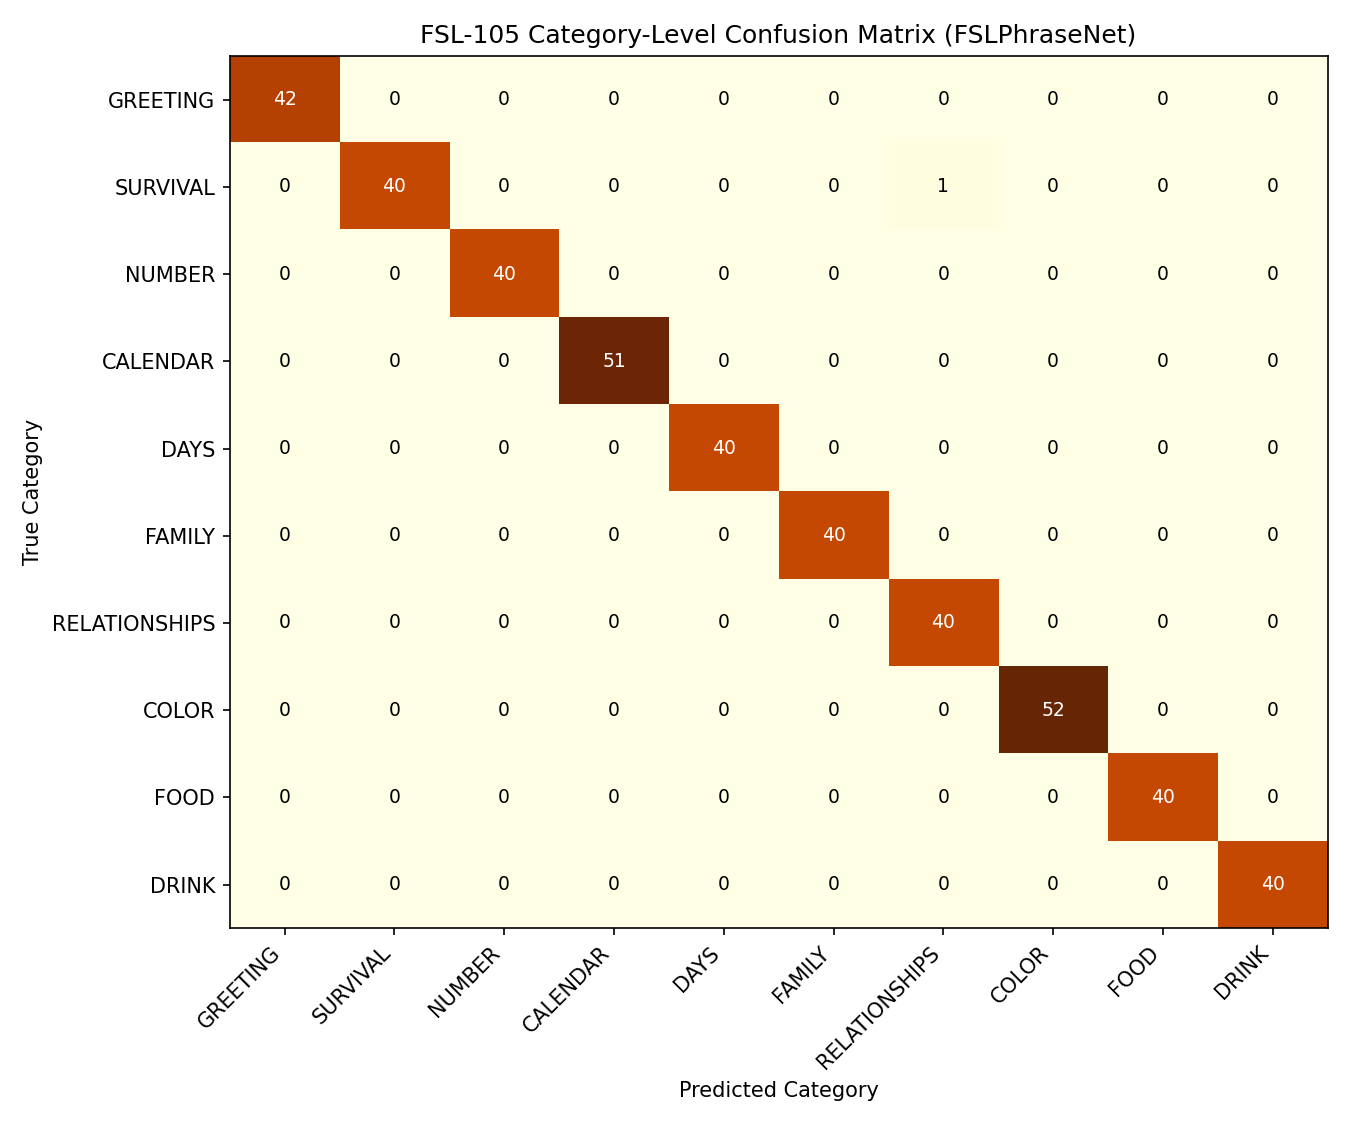 FSL-105 Category-Level Confusion Matrix (FSLPhraseNet)
GREETING 42 0 0 0 0 0 0 0 0 0
SURVIVAL 0 40 0 0 0 0 1 0 0 0
NUMBER 0 0 40 0 0 0 0 0 0 0
CALENDAR 0 0 0 51 0 0 0 0 0 0
DAYS 0 0 0 0 40 0 0 0 0 0
FAMILY 0 0 0 0 0 40 0 0 0 0
RELATIONSHIPS 0 0 0 0 0 0 40 0 0 0
COLOR 0 0 0 0 0 0 0 52 0 0
FOOD 0 0 0 0 0 0 0 0 40 0
DRINK 0 0 0 0 0 0 0 0 0 40
True Category
GREETING SURVIVAL NUMBER CALENDAR DAYS FAMILY RELATIONSHIPS COLOR FOOD DRINK
Predicted Category